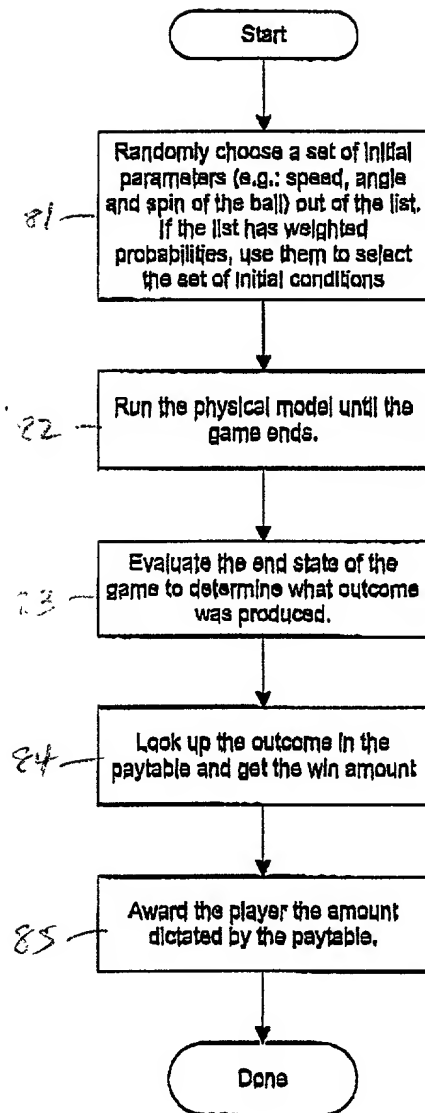 Start
81
Randomly choose a set of initial
parameters (e.g.: speed, angle
and spin of the ball) out of the list.
If the list has weighted
probabilities, use them to select
the set of initial conditions
82
Run the physical model until the
game ends.
83
Evaluate the end state of the
game to determine what outcome
was produced.
84
Look up the outcome in the
paytable and get the win amount
85
Award the player the amount
dictated by the paytable.
Done